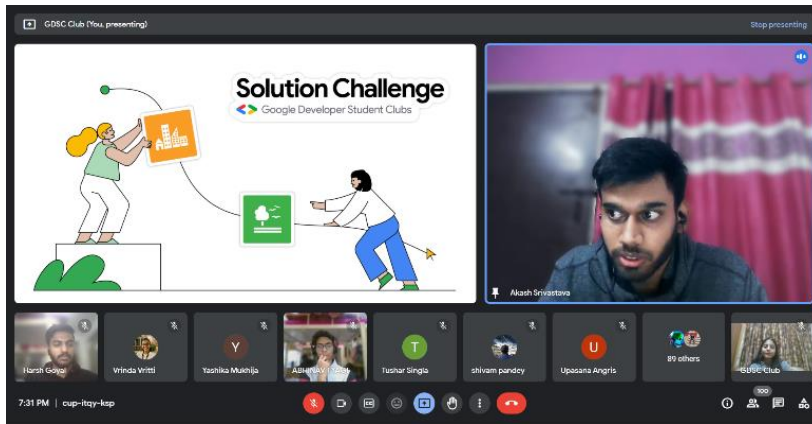 GDSC Club (You, presenting)
Stop presenting
Solution Challenge
Google Developer Student Clubs
Akash Srivastava
Harsh Goyal
Vrinda Vritti
Y
Yashika Mukhija
ABHINAV
T
Tushar Singla
shivam pandey
U
Upasana Angris
89 others
GDSC Club
7:31 PM | cup-itqy-ksp
100